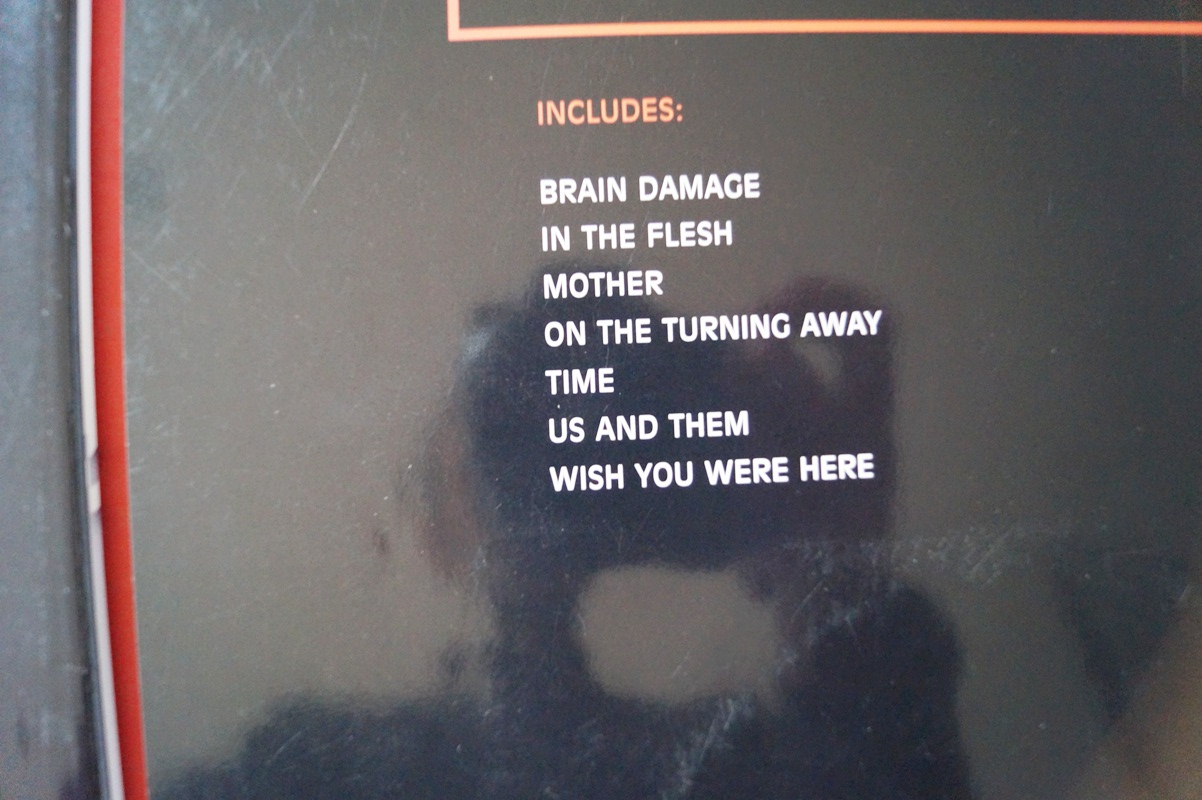 INCLUDES:
BRAIN DAMAGE
IN THE FLESH
MOTHER
ON THE TURNING AWAY
TIME
US AND THEM
WISH YOU WERE HERE